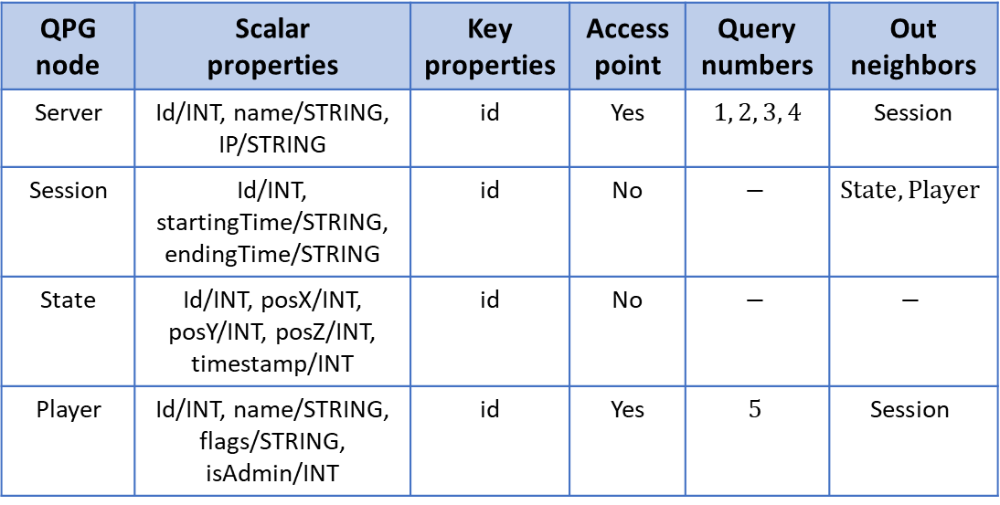 QPG node
Scalar properties
Key properties
Access point
Query numbers
Out neighbors
Server
Id/INT, name/STRING,
IP/STRING
id
Yes
1, 2, 3, 4
Session
Session
Id/INT,
startingTime/STRING,
endingTime/STRING
id
No
–
State, Player
State
Id/INT, posX/INT,
posY/INT, posZ/INT,
timestamp/INT
id
No
–
–
Player
Id/INT, name/STRING,
flags/STRING,
isAdmin/INT
id
Yes
5
Session